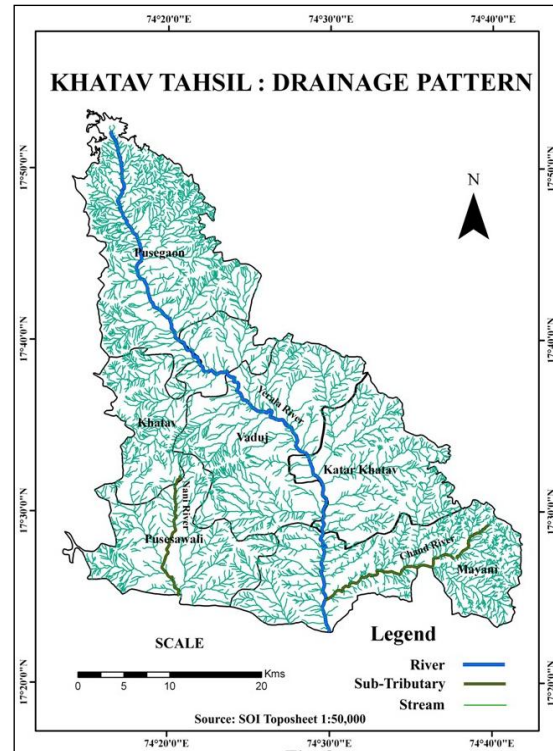 74°20'0"E 74°30'0"E 74°40'0"E
KHATAV TAHSIL : DRAINAGE PATTERN
17°50'0"N 17°50'0"N
N
Pusegaon
17°40'0"N 17°40'0"N
Yerala River
Khatav
Vaduj
Katar Khatav
Nani River
17°30'0"N 17°30'0"N
Pusesawali
Chand River
Mayani
SCALE
Legend
Kms
0 5 10 20
River
Sub-Tributary
Stream
17°20'0"N 17°20'0"N
Source: SOI Toposheet 1:50,000
74°20'0"E 74°30'0"E 74°40'0"E